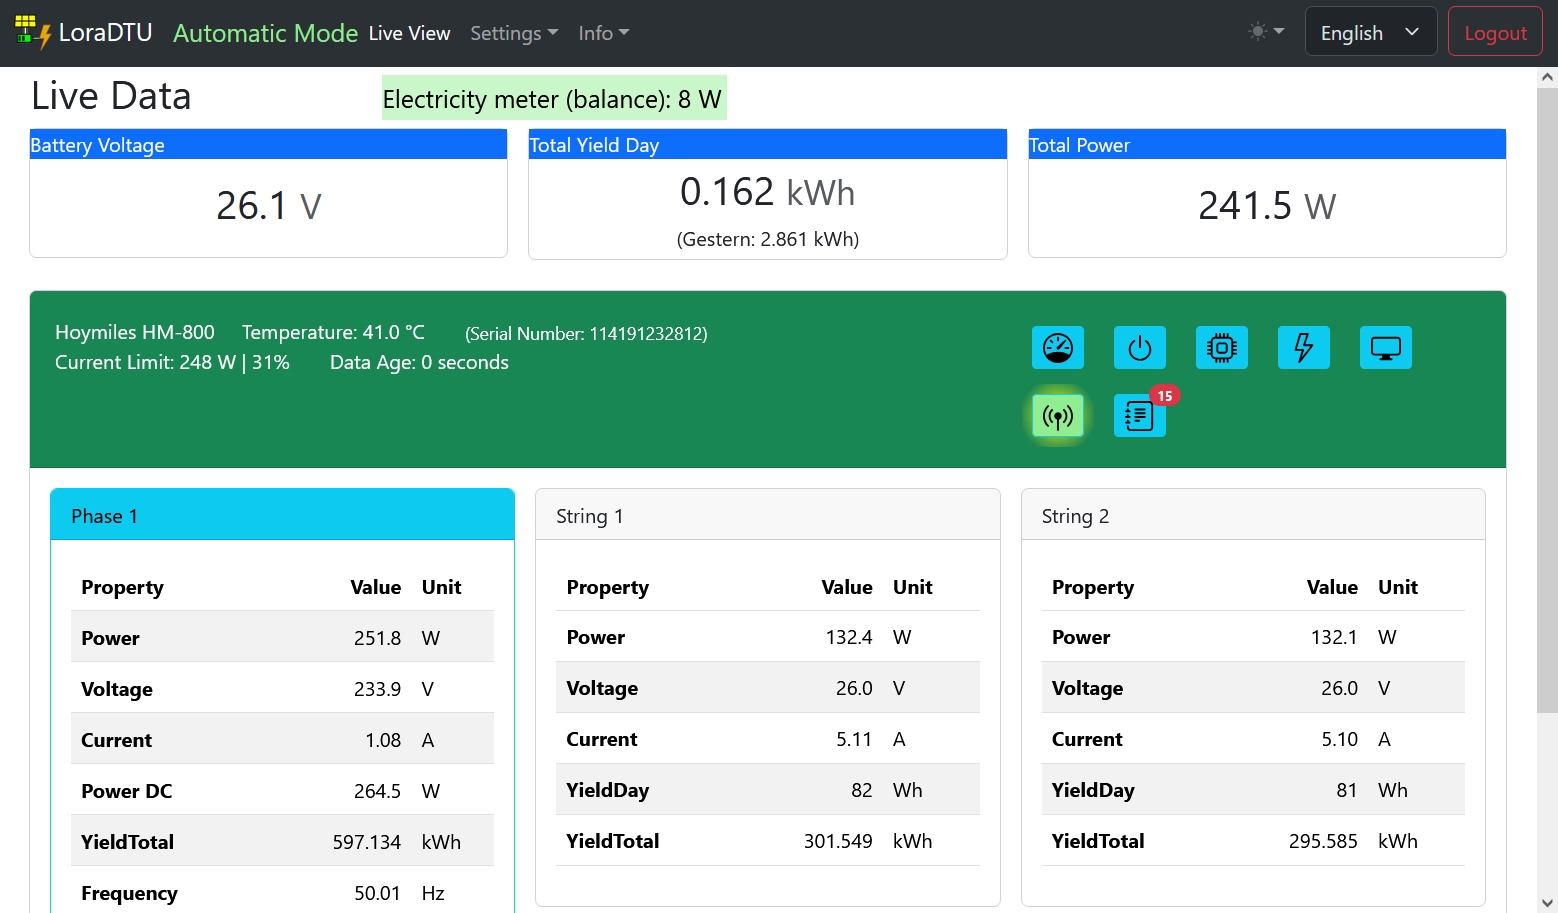 LoraDTU Automatic Mode Live View Settings Info English Logout
Live Data
Electricity meter (balance): 8 W
Battery Voltage
26.1 V
Total Yield Day
0.162 kWh
(Gestern: 2.861 kWh)
Total Power
241.5 W
Hoymiles HM-800 Temperature: 41.0 °C (Serial Number: 114191232812)
Current Limit: 248 W | 31% Data Age: 0 seconds
15
Phase 1
Property Value Unit
Power 251.8 W
Voltage 233.9 V
Current 1.08 A
Power DC 264.5 W
YieldTotal 597.134 kWh
Frequency 50.01 Hz
String 1
Property Value Unit
Power 132.4 W
Voltage 26.0 V
Current 5.11 A
YieldDay 82 Wh
YieldTotal 301.549 kWh
String 2
Property Value Unit
Power 132.1 W
Voltage 26.0 V
Current 5.10 A
YieldDay 81 Wh
YieldTotal 295.585 kWh